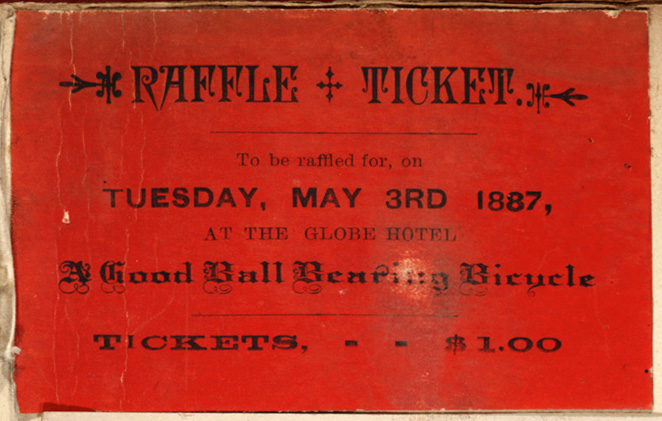 RAFFLE TICKET.
To be raffled for, on
TUESDAY, MAY 3RD 1887,
AT THE GLOBE HOTEL
A Good Ball Bearing Bicycle
TICKETS, - - $1.00